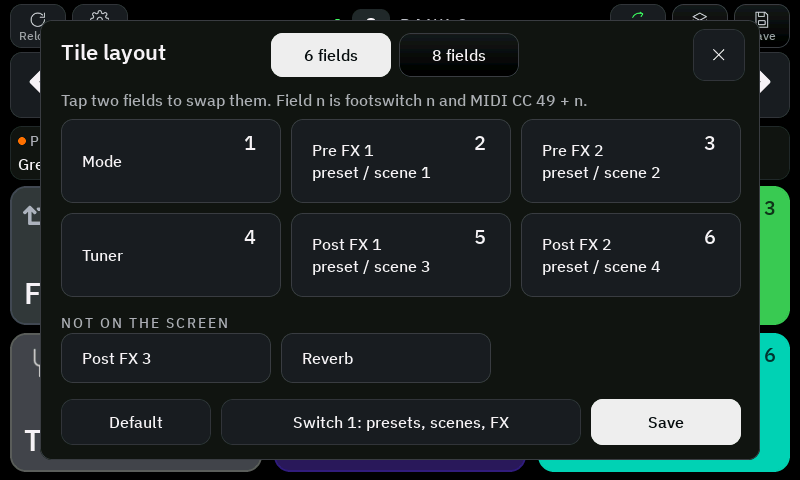 Tile layout
6 fields
8 fields
Tap two fields to swap them. Field n is footswitch n and MIDI CC 49 + n.
Mode
1
Pre FX 1
preset / scene 1
2
Pre FX 2
preset / scene 2
3
Tuner
4
Post FX 1
preset / scene 3
5
Post FX 2
preset / scene 4
6
NOT ON THE SCREEN
Post FX 3
Reverb
Default
Switch 1: presets, scenes, FX
Save
3
6